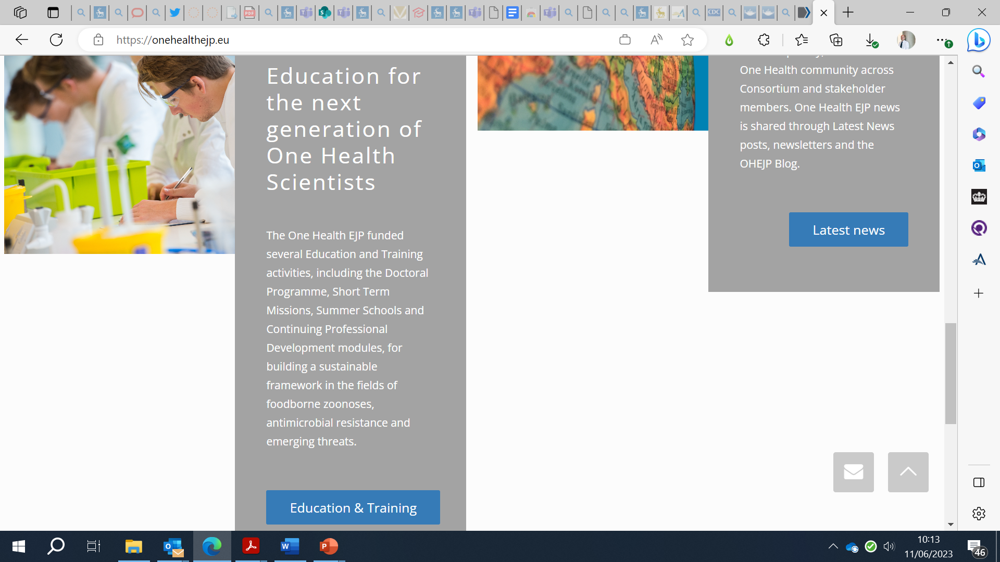 https://onehealthejp.eu
Education for
the next
generation of
One Health
Scientists
The One Health EJP funded
several Education and Training
activities, including the Doctoral
Programme, Short Term
Missions, Summer Schools and
Continuing Professional
Development modules, for
building a sustainable
framework in the fields of
foodborne zoonoses,
antimicrobial resistance and
emerging threats.
Education & Training
One Health community across
Consortium and stakeholder
members. One Health EJP news
is shared through Latest News
posts, newsletters and the
OHEJP Blog.
Latest news
10:13
11/06/2023
46